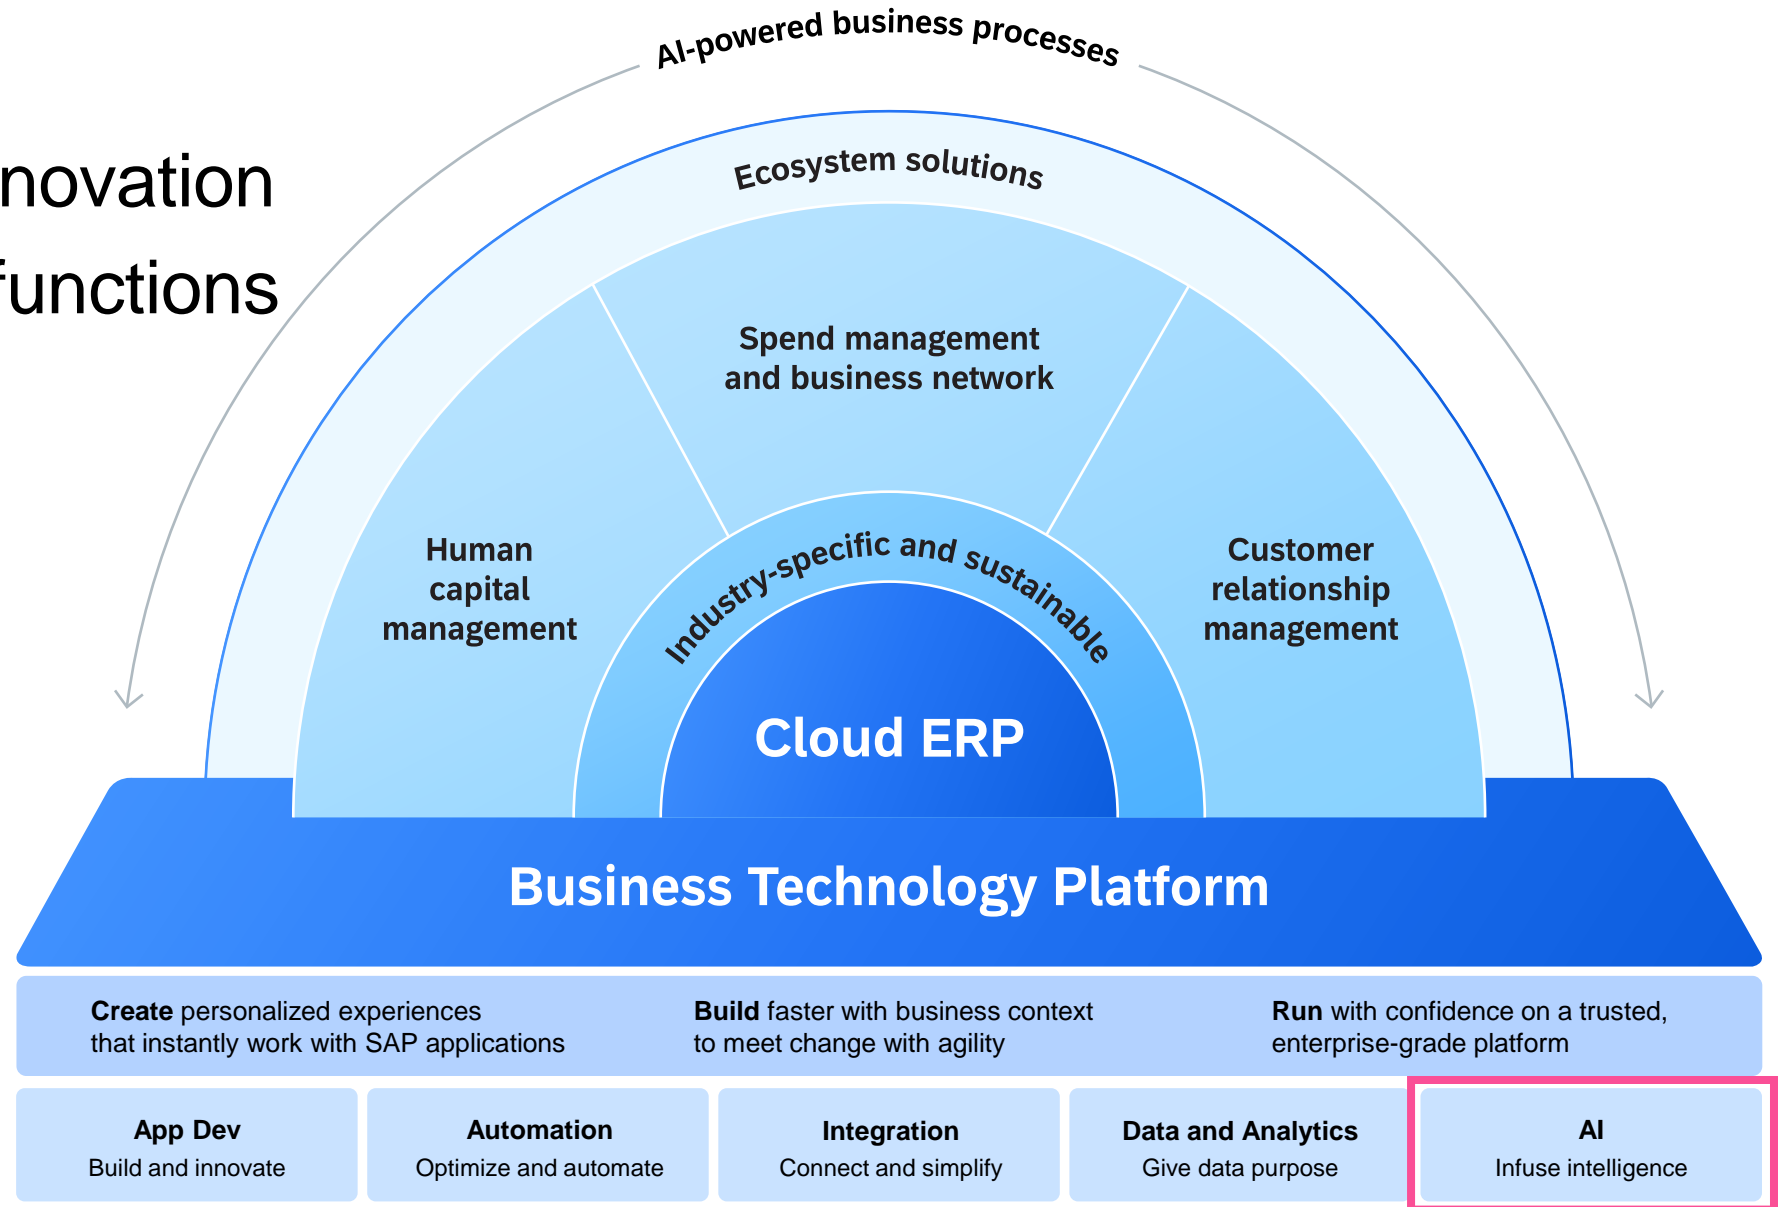 AI-powered business processes
novation
functions
Ecosystem solutions
Spend management
and business network
Human
capital
management
Customer
relationship
management
Industry-specific and sustainable
Cloud ERP
Business Technology Platform
Create personalized experiences
that instantly work with SAP applications
Build faster with business context
to meet change with agility
Run with confidence on a trusted,
enterprise-grade platform
App Dev
Build and innovate
Automation
Optimize and automate
Integration
Connect and simplify
Data and Analytics
Give data purpose
AI
Infuse intelligence